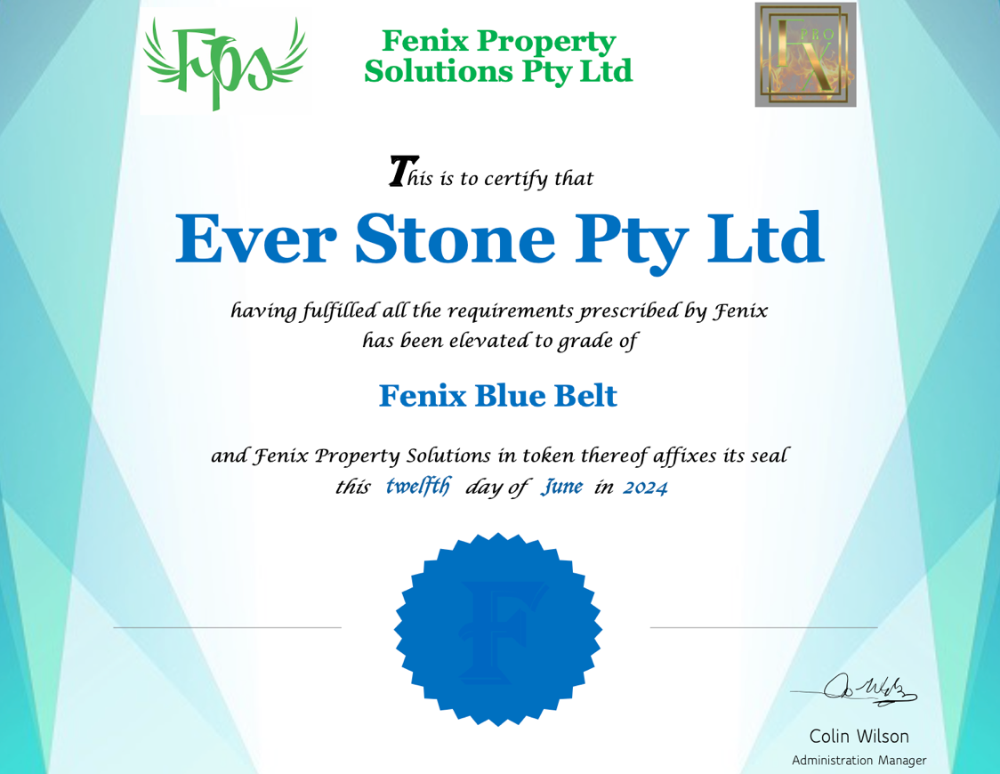 Fps
Fenix Property
Solutions Pty Ltd
PRO
FX
This is to certify that
Ever Stone Pty Ltd
having fulfilled all the requirements prescribed by Fenix
has been elevated to grade of
Fenix Blue Belt
and Fenix Property Solutions in token thereof affixes its seal
this twelfth day of June in 2024
F
Colin Wilson
Administration Manager